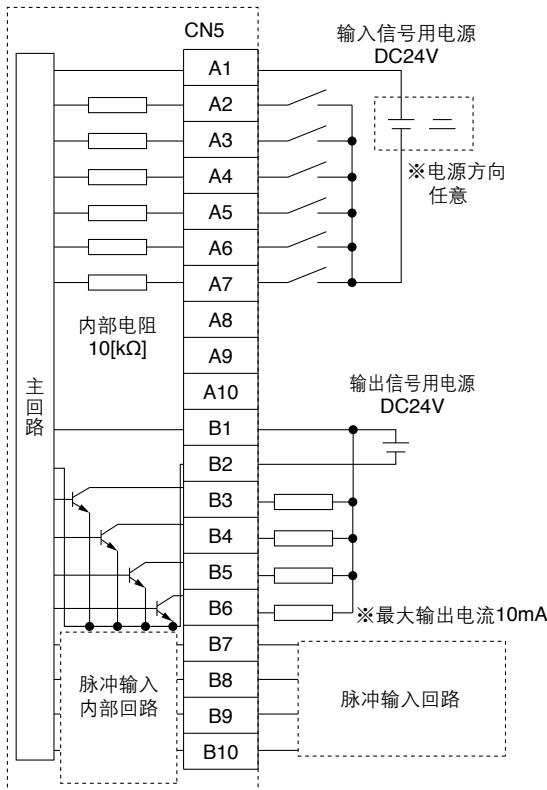 CN5
输入信号用电源
DC24V
A1
A2
A3
A4
A5
A6
A7
A8
A9
A10
B1
B2
B3
B4
B5
B6
B7
B8
B9
B10
※电源方向
任意
内部电阻
10[kΩ]
主
回
路
输出信号用电源
DC24V
※最大输出电流10mA
脉冲输入
内部回路
脉冲输入回路